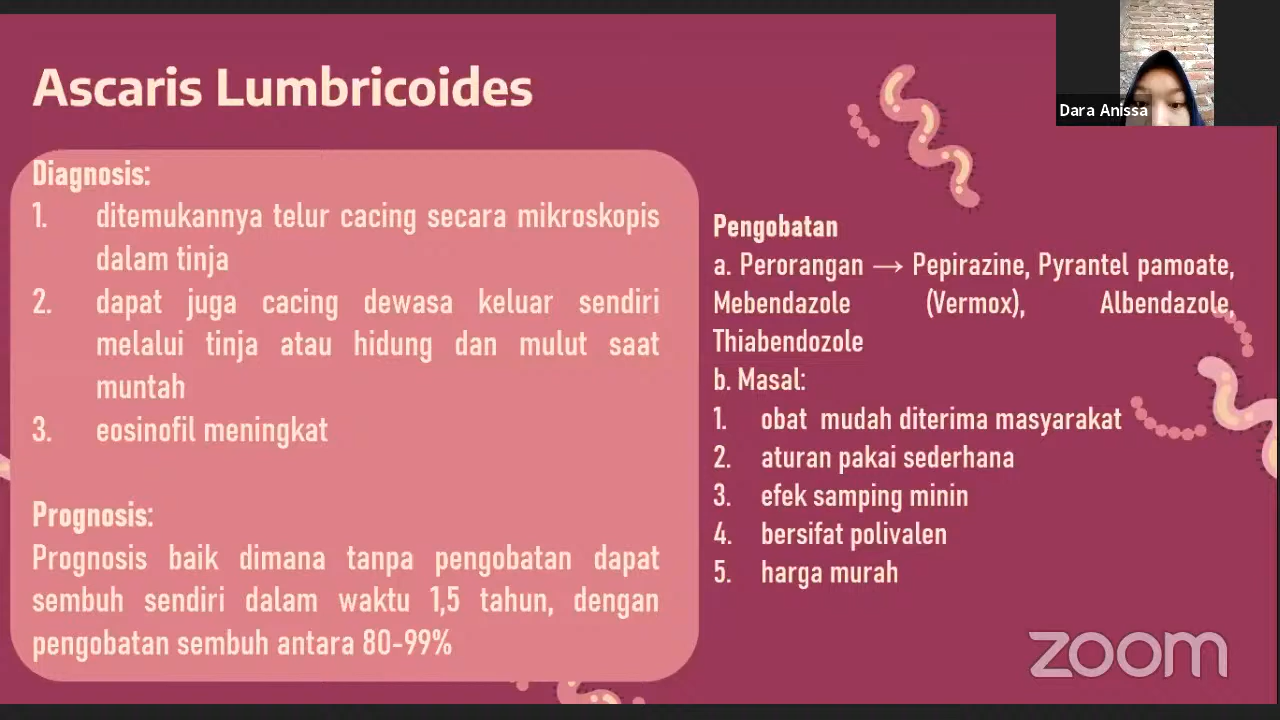 Ascaris Lumbricoides
Dara Anissa
Diagnosis:
1. ditemukannya telur cacing secara mikroskopis
dalam tinja
2. dapat juga cacing dewasa keluar sendiri
melalui tinja atau hidung dan mulut saat
muntah
3. eosinofil meningkat
Prognosis:
Prognosis baik dimana tanpa pengobatan dapat
sembuh sendiri dalam waktu 1,5 tahun, dengan
pengobatan sembuh antara 80-99%
Pengobatan
a. Perorangan → Pepirazine, Pyrantel pamoate,
Mebendazole (Vermox), Albendazole,
Thiabendozole
b. Masal:
1. obat mudah diterima masyarakat
2. aturan pakai sederhana
3. efek samping minin
4. bersifat polivalen
5. harga murah
zoom